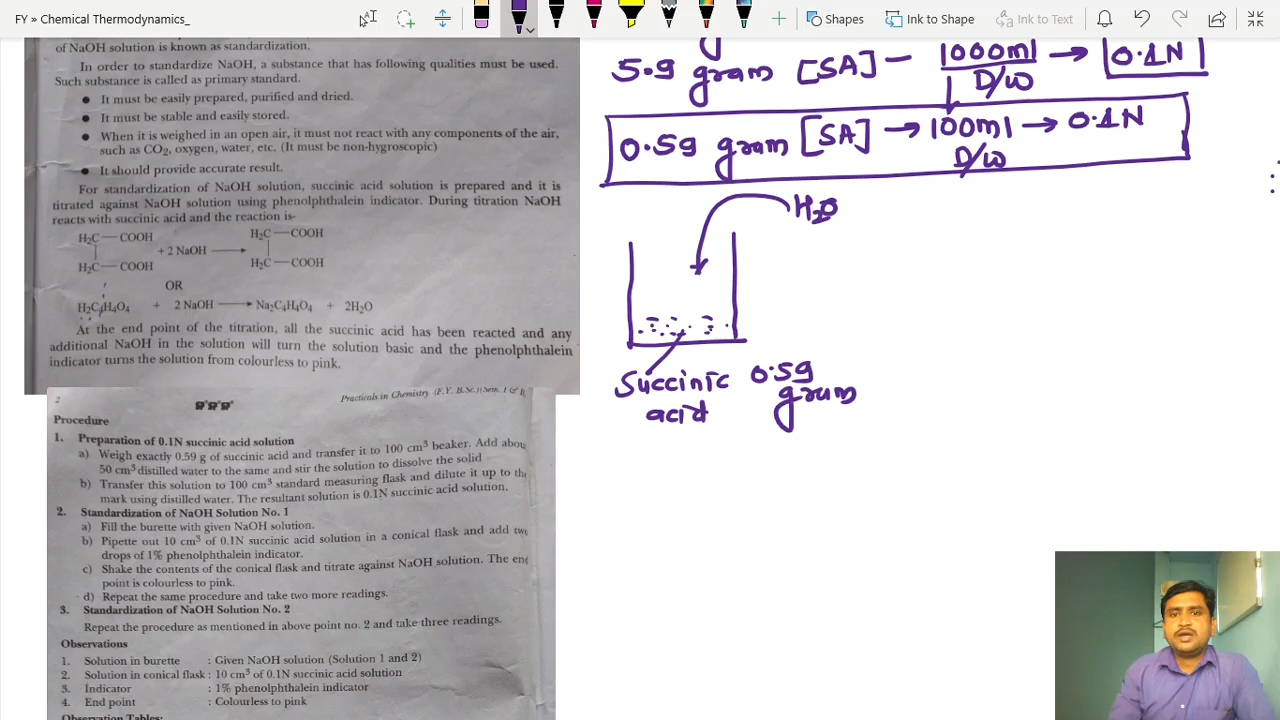 FY » Chemical Thermodynamics_
Shapes
Ink to Shape
Ink to Text
of NaOH solution is known as standardization.
In order to standardize NaOH, a substance that has following qualities must be used.
Such substance is called as primary standard.
● It must be easily prepared, purified and dried.
● It must be stable and easily stored.
● When it is weighed in an open air, it must not react with any components of the air,
such as CO₂, oxygen, water, etc. (It must be non-hygroscopic)
● It should provide accurate result.
For standardization of NaOH solution, succinic acid solution is prepared and it is
titrated against NaOH solution using phenolphthalein indicator. During titration NaOH
reacts with succinic acid and the reaction is-
H₂C — COOH H₂C — COOH
+ 2 NaOH ⟶
H₂C — COOH H₂C — COOH
OR
H₂C₄H₄O₄ + 2 NaOH ⟶ Na₂C₄H₄O₄ + 2H₂O
At the end point of the titration, all the succinic acid has been reacted and any
additional NaOH in the solution will turn the solution basic and the phenolphthalein
indicator turns the solution from colourless to pink.
2 Practicals in Chemistry (F.Y. B.Sc.) (Sem. I &
Procedure
1. Preparation of 0.1N succinic acid solution
a) Weigh exactly 0.59 g of succinic acid and transfer it to 100 cm³ beaker. Add abou
50 cm³ distilled water to the same and stir the solution to dissolve the solid
b) Transfer this solution to 100 cm³ standard measuring flask and dilute it up to th
mark using distilled water. The resultant solution is 0.1N succinic acid solution.
2. Standardization of NaOH Solution No. 1
a) Fill the burette with given NaOH solution.
b) Pipette out 10 cm³ of 0.1N succinic acid solution in a conical flask and add tw
drops of 1% phenolphthalein indicator.
c) Shake the contents of the conical flask and titrate against NaOH solution. The en
point is colourless to pink.
d) Repeat the same procedure and take two more readings.
3. Standardization of NaOH Solution No. 2
Repeat the procedure as mentioned in above point no. 2 and take three readings.
Observations
1. Solution in burette : Given NaOH solution (Solution 1 and 2)
2. Solution in conical flask : 10 cm³ of 0.1N succinic acid solution
3. Indicator : 1% phenolphthalein indicator
4. End point : Colourless to pink
Observation Tables:
5.9 gram [SA] — 1000ml → 0.1N
D/W
0.59 gram [SA] → 100ml → 0.1N
D/W
H₂O
Succinic 0.59
acid gram